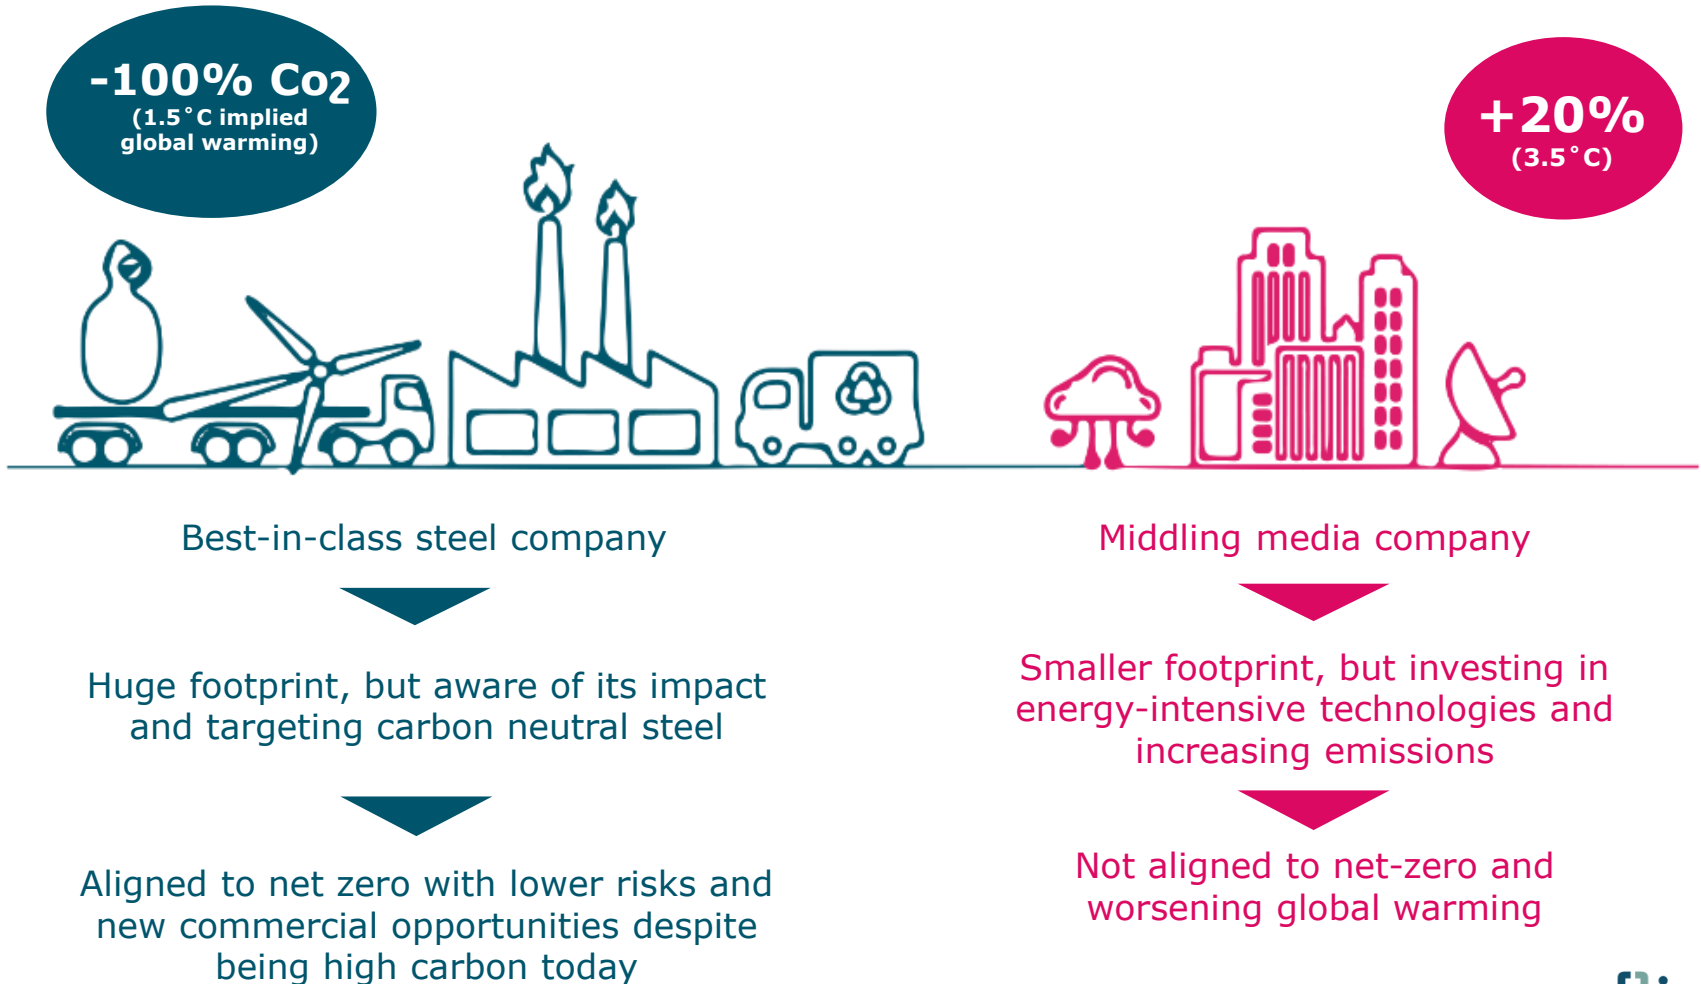 -100% Co2
(1.5°C implied
global warming)
+20%
(3.5°C)
Best-in-class steel company
Huge footprint, but aware of its impact
and targeting carbon neutral steel
Aligned to net zero with lower risks and
new commercial opportunities despite
being high carbon today
Middling media company
Smaller footprint, but investing in
energy-intensive technologies and
increasing emissions
Not aligned to net-zero and
worsening global warming